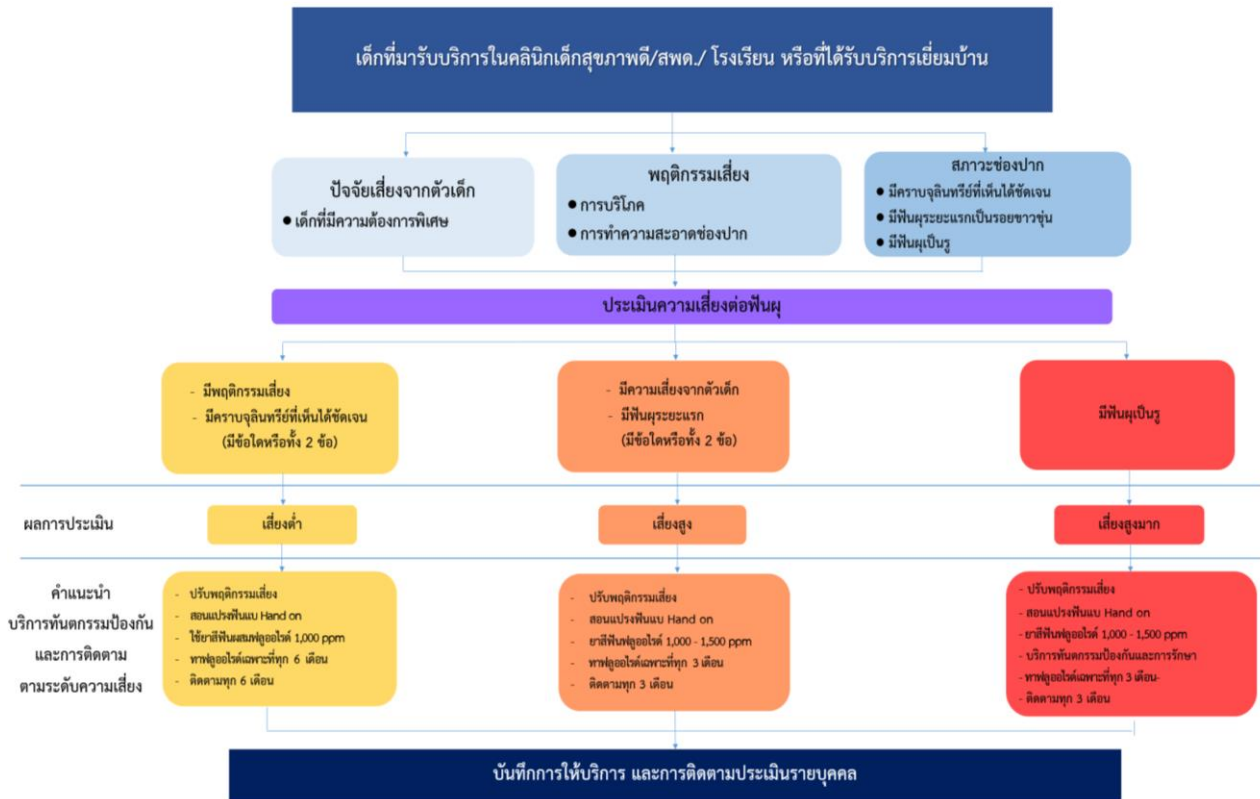 เด็กที่มารับบริการในคลินิกเด็กสุขภาพดี/สพด./ โรงเรียน หรือที่ได้รับบริการเยี่ยมบ้าน
ปัจจัยเสี่ยงจากตัวเด็ก
● เด็กที่มีความต้องการพิเศษ
พฤติกรรมเสี่ยง
● การบริโภค
● การทำความสะอาดช่องปาก
สภาวะช่องปาก
● มีคราบจุลินทรีย์ที่เห็นได้ชัดเจน
● มีฟันผุระยะแรกเป็นรอยขาวขุ่น
● มีฟันผุเป็นรู
ประเมินความเสี่ยงต่อฟันผุ
- มีพฤติกรรมเสี่ยง
- มีคราบจุลินทรีย์ที่เห็นได้ชัดเจน
(มีข้อใดหรือทั้ง 2 ข้อ)
- มีความเสี่ยงจากตัวเด็ก
- มีฟันผุระยะแรก
(มีข้อใดหรือทั้ง 2 ข้อ)
มีฟันผุเป็นรู
ผลการประเมิน
เสี่ยงต่ำ
เสี่ยงสูง
เสี่ยงสูงมาก
คำแนะนำ
บริการทันตกรรมป้องกัน
และการติดตาม
ตามระดับความเสี่ยง
- ปรับพฤติกรรมเสี่ยง
- สอนแปรงฟันแบบ Hand on
- ใช้ยาสีฟันผสมฟลูออไรด์ 1,000 ppm
- ทาฟลูออไรด์เฉพาะที่ทุก 6 เดือน
- ติดตามทุก 6 เดือน
- ปรับพฤติกรรมเสี่ยง
- สอนแปรงฟันแบบ Hand on
- ยาสีฟันฟลูออไรด์ 1,000 - 1,500 ppm
- ทาฟลูออไรด์เฉพาะที่ทุก 3 เดือน
- ติดตามทุก 3 เดือน
- ปรับพฤติกรรมเสี่ยง
- สอนแปรงฟันแบบ Hand on
- ยาสีฟันฟลูออไรด์ 1,000 - 1,500 ppm
- บริการทันตกรรมป้องกันและการรักษา
- ทาฟลูออไรด์เฉพาะที่ทุก 3 เดือน-
- ติดตามทุก 3 เดือน
บันทึกการให้บริการ และการติดตามประเมินรายบุคคล